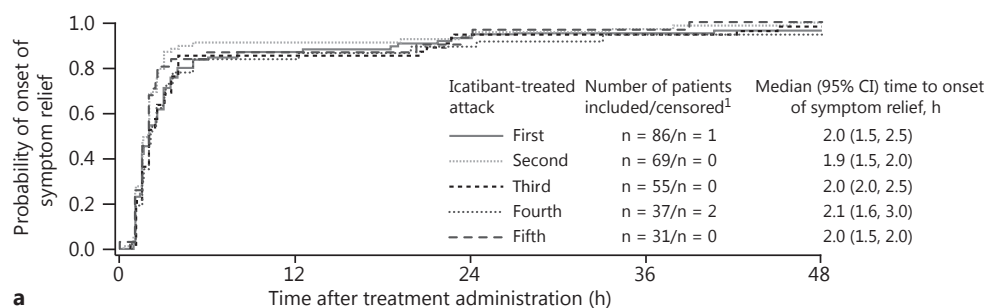 Probability of onset of
symptom relief
1.0
0.8
0.6
0.4
0.2
0.0
Icatibant-treated attack
Number of patients included/censored¹
Median (95% CI) time to onset of symptom relief, h
First n = 86/n = 1 2.0 (1.5, 2.5)
Second n = 69/n = 0 1.9 (1.5, 2.0)
Third n = 55/n = 0 2.0 (2.0, 2.5)
Fourth n = 37/n = 2 2.1 (1.6, 3.0)
Fifth n = 31/n = 0 2.0 (1.5, 2.0)
0 12 24 36 48
a Time after treatment administration (h)